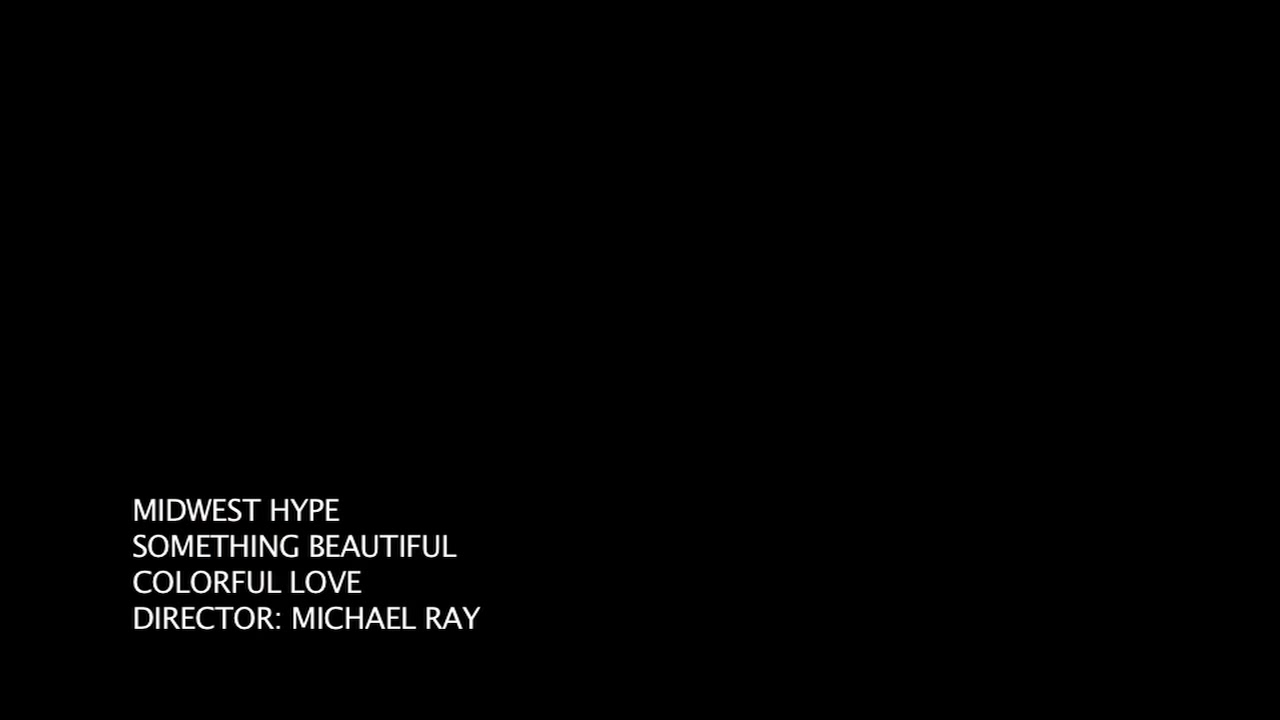 MIDWEST HYPE
SOMETHING BEAUTIFUL
COLORFUL LOVE
DIRECTOR: MICHAEL RAY